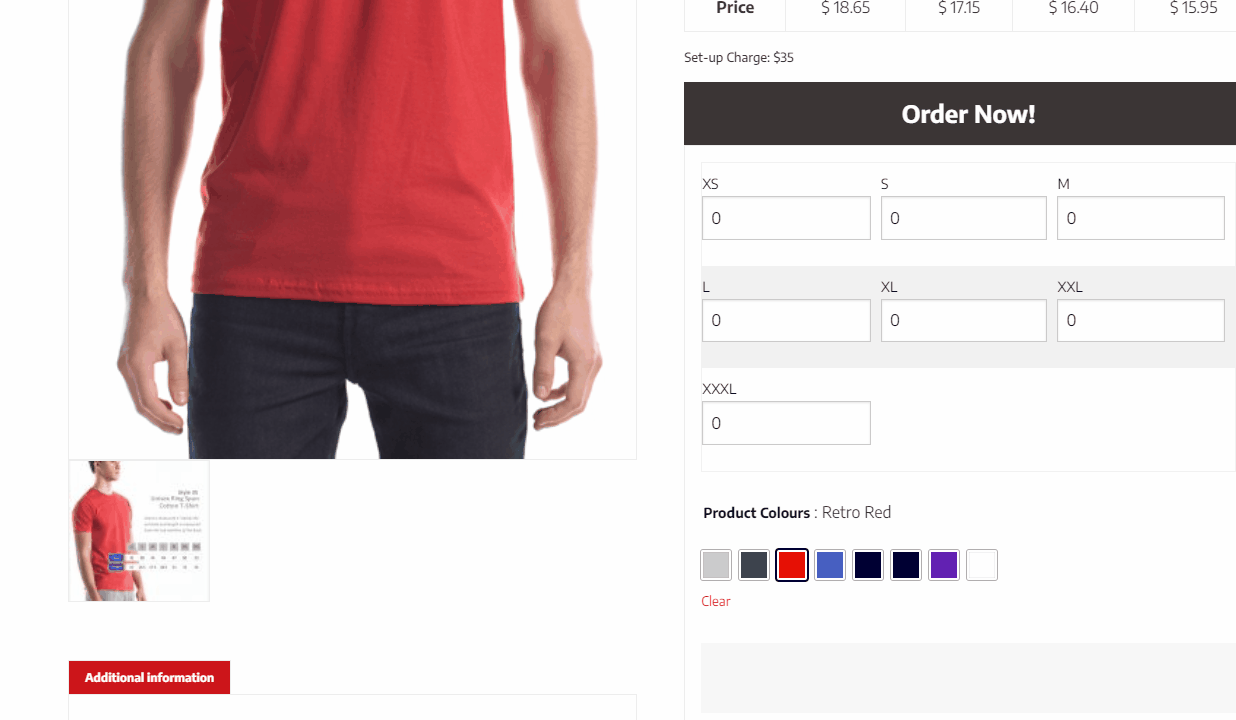 Price $ 18.65 $ 17.15 $ 16.40 $ 15.95
Set-up Charge: $35
Order Now!
XS S M
0 0 0
L XL XXL
0 0 0
XXXL
0
Product Colours : Retro Red
Clear
Additional information